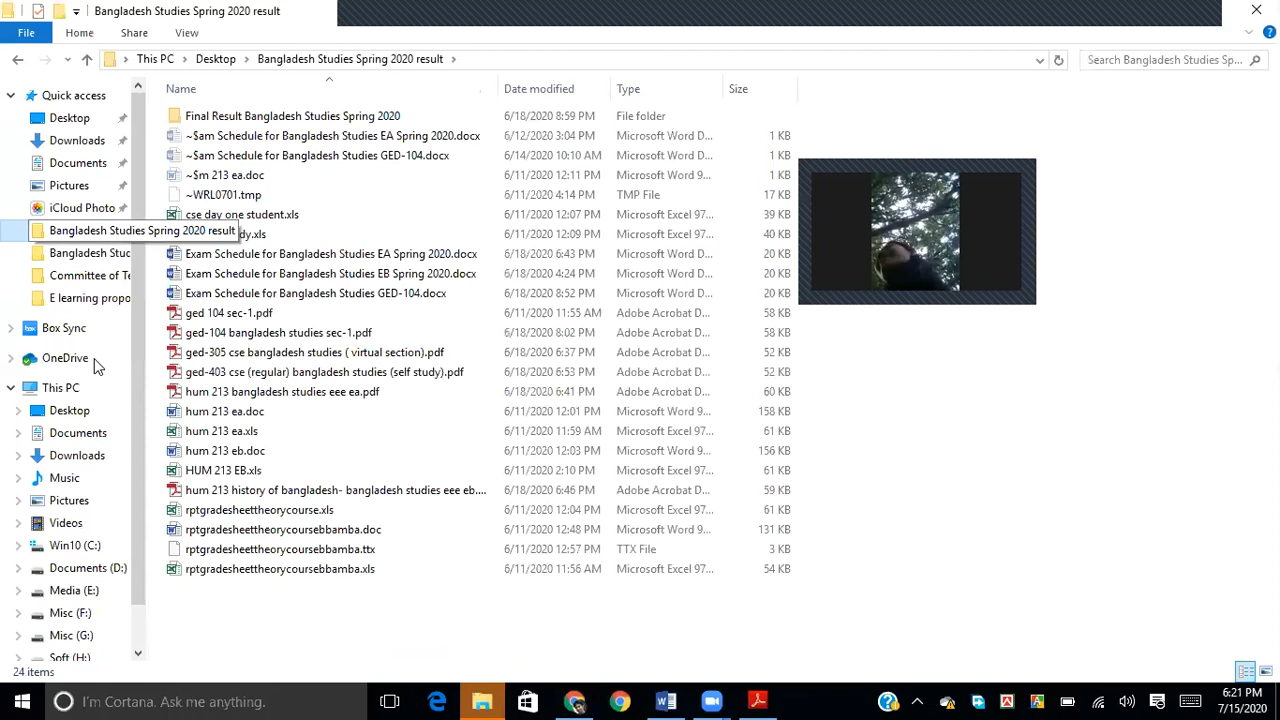 Bangladesh Studies Spring 2020 result
File Home Share View
This PC Desktop Bangladesh Studies Spring 2020 result
Search Bangladesh Studies Sp...
Quick access
Desktop
Downloads
Documents
Pictures
iCloud Photo
Bangladesh Studies Spring 2020 result
Bangladesh Stuc
Committee of Te
E learning propo
Box Sync
OneDrive
This PC
Desktop
Documents
Downloads
Music
Pictures
Videos
Win10 (C:)
Documents (D:)
Media (E:)
Misc (F:)
Misc (G:)
Soft (H:)
Name Date modified Type Size
Final Result Bangladesh Studies Spring 2020 6/18/2020 8:59 PM File folder
~$am Schedule for Bangladesh Studies EA Spring 2020.docx 6/12/2020 3:04 PM Microsoft Word D... 1 KB
~$am Schedule for Bangladesh Studies GED-104.docx 6/14/2020 10:10 AM Microsoft Word D... 1 KB
~$m 213 ea.doc 6/11/2020 12:11 PM Microsoft Word 9... 1 KB
~WRL0701.tmp 6/11/2020 4:14 PM TMP File 17 KB
cse day one student.xls 6/11/2020 12:07 PM Microsoft Excel 97... 39 KB
dy.xls 6/11/2020 12:09 PM Microsoft Excel 97... 40 KB
Exam Schedule for Bangladesh Studies EA Spring 2020.docx 6/18/2020 6:43 PM Microsoft Word D... 20 KB
Exam Schedule for Bangladesh Studies EB Spring 2020.docx 6/18/2020 4:24 PM Microsoft Word D... 20 KB
Exam Schedule for Bangladesh Studies GED-104.docx 6/18/2020 8:52 PM Microsoft Word D... 20 KB
ged 104 sec-1.pdf 6/11/2020 11:55 AM Adobe Acrobat D... 58 KB
ged-104 bangladesh studies sec-1.pdf 6/18/2020 8:02 PM Adobe Acrobat D... 58 KB
ged-305 cse bangladesh studies ( virtual section).pdf 6/18/2020 6:37 PM Adobe Acrobat D... 52 KB
ged-403 cse (regular) bangladesh studies (self study).pdf 6/18/2020 6:53 PM Adobe Acrobat D... 52 KB
hum 213 bangladesh studies eee ea.pdf 6/18/2020 6:41 PM Adobe Acrobat D... 60 KB
hum 213 ea.doc 6/11/2020 12:01 PM Microsoft Word 9... 158 KB
hum 213 ea.xls 6/11/2020 11:59 AM Microsoft Excel 97... 61 KB
hum 213 eb.doc 6/11/2020 12:03 PM Microsoft Word 9... 156 KB
HUM 213 EB.xls 6/11/2020 2:10 PM Microsoft Excel 97... 61 KB
hum 213 history of bangladesh- bangladesh studies eee eb.... 6/18/2020 6:46 PM Adobe Acrobat D... 59 KB
rptgradesheettheorycourse.xls 6/11/2020 12:04 PM Microsoft Excel 97... 61 KB
rptgradesheettheorycoursebbamba.doc 6/11/2020 12:48 PM Microsoft Word 9... 131 KB
rptgradesheettheorycoursebbamba.ttx 6/11/2020 12:57 PM TTX File 3 KB
rptgradesheettheorycoursebbamba.xls 6/11/2020 11:56 AM Microsoft Excel 97... 54 KB
24 items
I'm Cortana. Ask me anything.
6:21 PM
7/15/2020